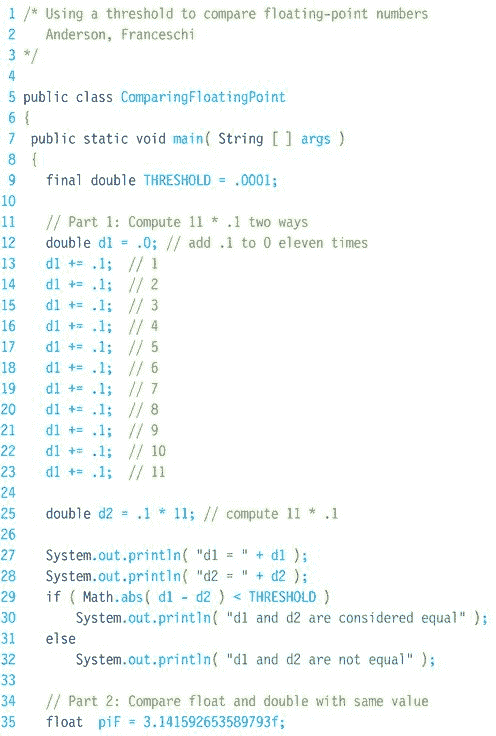 1 /* Using a threshold to compare floating-point numbers
2    Anderson, Franceschi
3 */
4
5 public class ComparingFloatingPoint
6 {
7  public static void main( String [ ] args )
8  {
9    final double THRESHOLD = .0001;
10
11    // Part 1: Compute 11 * .1 two ways
12    double d1 = .0; // add .1 to 0 eleven times
13    d1 += .1;  // 1
14    d1 += .1;  // 2
15    d1 += .1;  // 3
16    d1 += .1;  // 4
17    d1 += .1;  // 5
18    d1 += .1;  // 6
19    d1 += .1;  // 7
20    d1 += .1;  // 8
21    d1 += .1;  // 9
22    d1 += .1;  // 10
23    d1 += .1;  // 11
24
25    double d2 = .1 * 11; // compute 11 * .1
26
27    System.out.println( "d1 = " + d1 );
28    System.out.println( "d2 = " + d2 );
29    if ( Math.abs( d1 - d2 ) < THRESHOLD )
30        System.out.println( "d1 and d2 are considered equal" );
31    else
32        System.out.println( "d1 and d2 are not equal" );
33
34    // Part 2: Compare float and double with same value
35    float  piF = 3.141592653589793f;